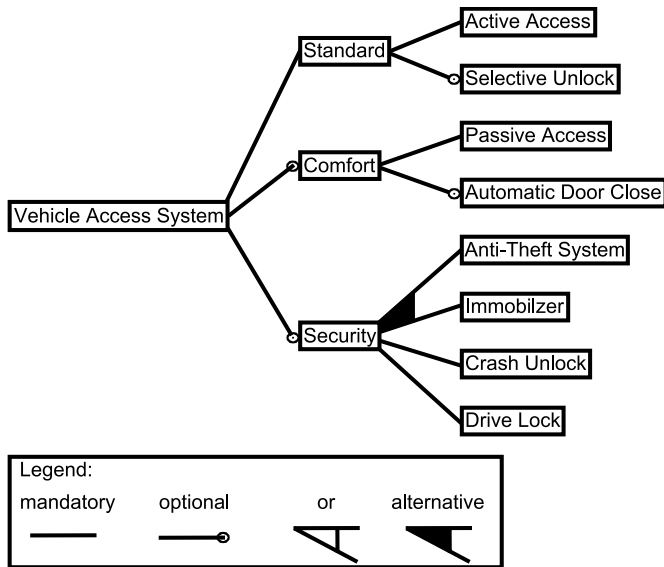 Active Access
Standard
Selective Unlock
Passive Access
Comfort
Automatic Door Close
Vehicle Access System
Anti-Theft System
Immobilzer
Security
Crash Unlock
Drive Lock
Legend:
mandatory optional or alternative